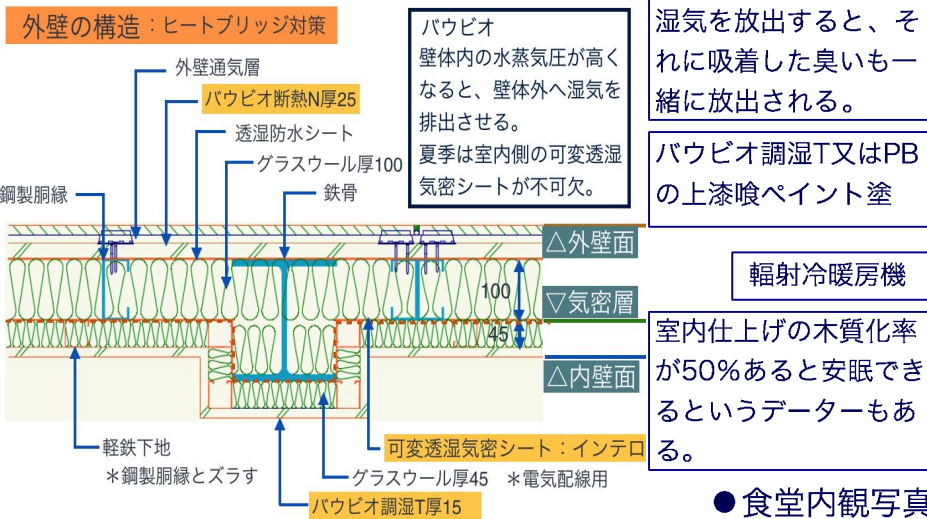 外壁の構造：ヒートブリッジ対策
外壁通気層
バウビオ断熱N厚25
透湿防水シート
グラスウール厚100
鋼製胴縁
鉄骨
バウビオ
壁体内の水蒸気圧が高く
なると、壁体外へ湿気を
排出させる。
夏季は室内側の可変透湿
気密シートが不可欠。
△外壁面
100
▽気密層
45
△内壁面
軽鉄下地
＊鋼製胴縁とズラす
可変透湿気密シート：インテロ
グラスウール厚45　＊電気配線用
バウビオ調湿T厚15
湿気を放出すると、そ
れに吸着した臭いも一
緒に放出される。
バウビオ調湿T又はPB
の上漆喰ペイント塗
輻射冷暖房機
室内仕上げの木質化率
が50％あると安眠でき
るというデーターもあ
る。
●食堂内観写真